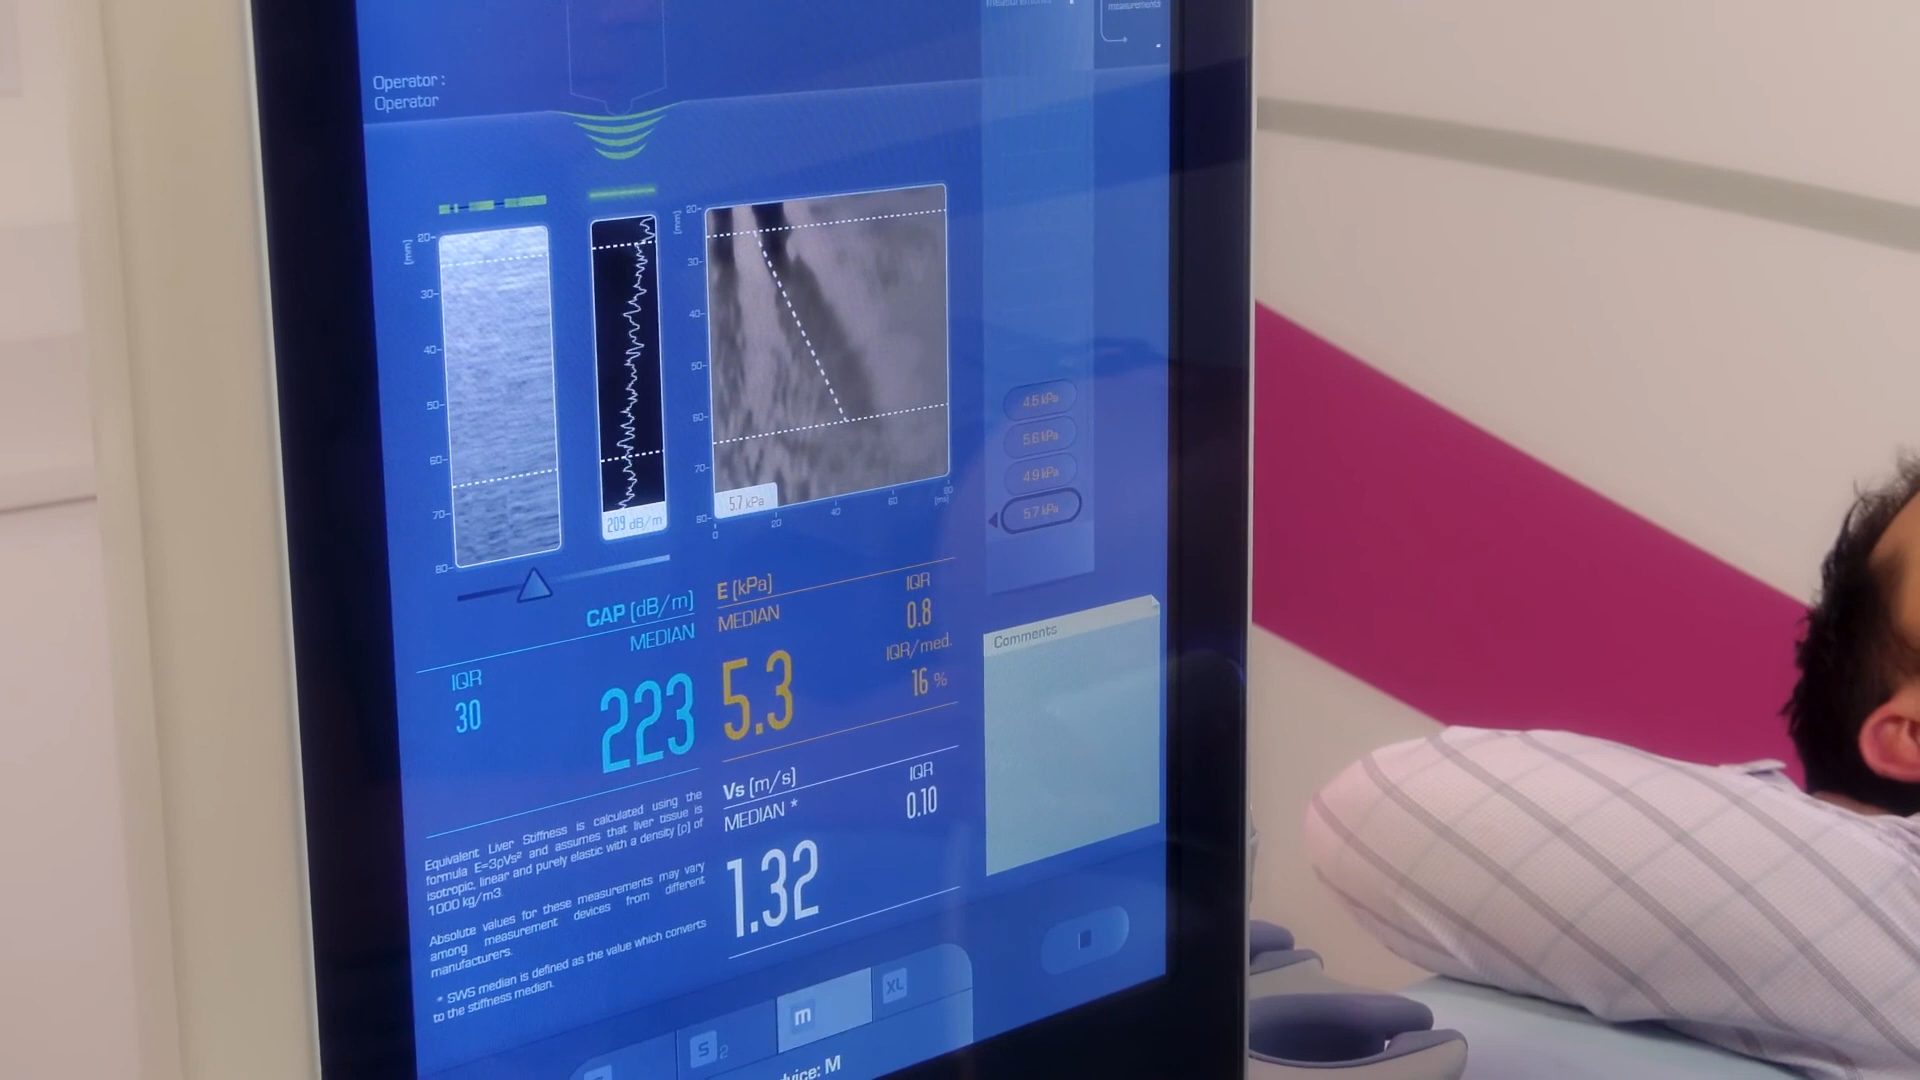 measurements
measurements
Operator :
Operator
[mm]
20
30
40
50
60
70
80
209 dB/m
[mm]
20
30
40
50
60
70
80
5.7 kPa
0
20
40
60
80
[ms]
4.5 kPa
5.6 kPa
4.9 kPa
5.7 kPa
CAP [dB/m]
MEDIAN
IQR
30
223
E [kPa]
MEDIAN
5.3
IQR
0.8
IQR/med.
16 %
Vs [m/s]
MEDIAN *
1.32
IQR
0.10
Comments
Equivalent Liver Stiffness is calculated using the
formula E=3ρVs² and assumes that liver tissue is
isotropic, linear and purely elastic with a density (ρ) of
1000 kg/m3.
Absolute values for these measurements may vary
among measurement devices from different
manufacturers.
* SWS median is defined as the value which converts
to the stiffness median.
S 2
m
XL
: M